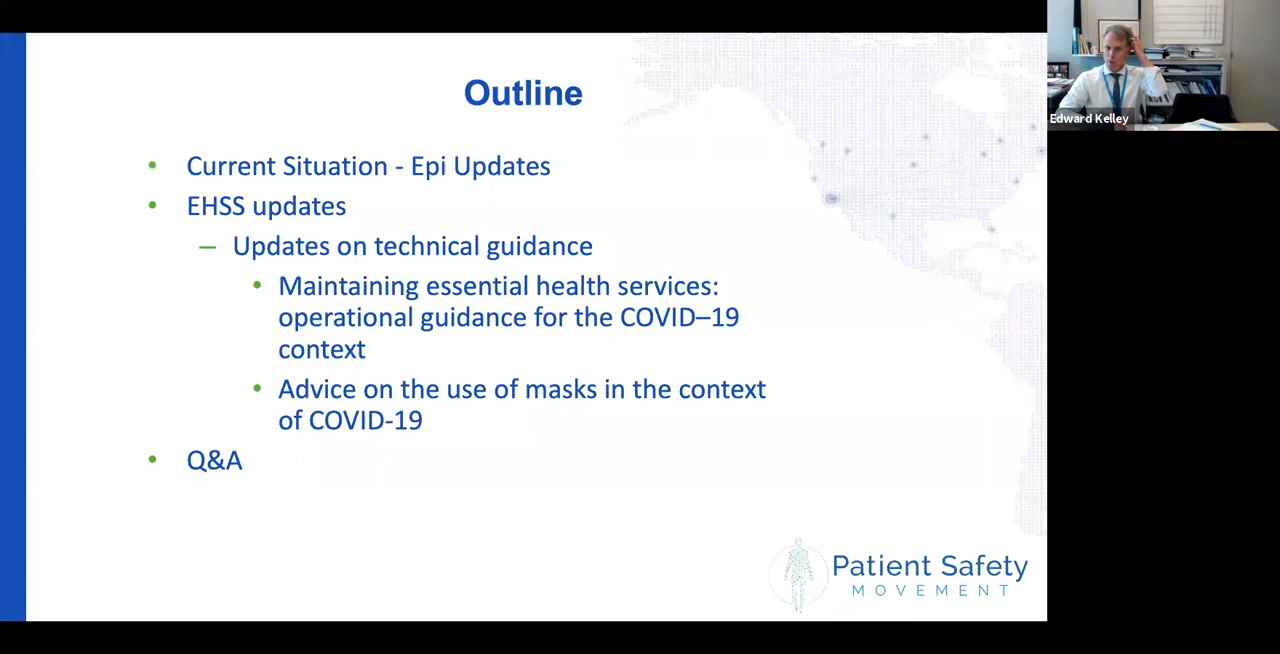 Outline
• Current Situation - Epi Updates
• EHSS updates
– Updates on technical guidance
• Maintaining essential health services:
operational guidance for the COVID–19
context
• Advice on the use of masks in the context
of COVID-19
• Q&A
Patient Safety
MOVEMENT
Edward Kelley